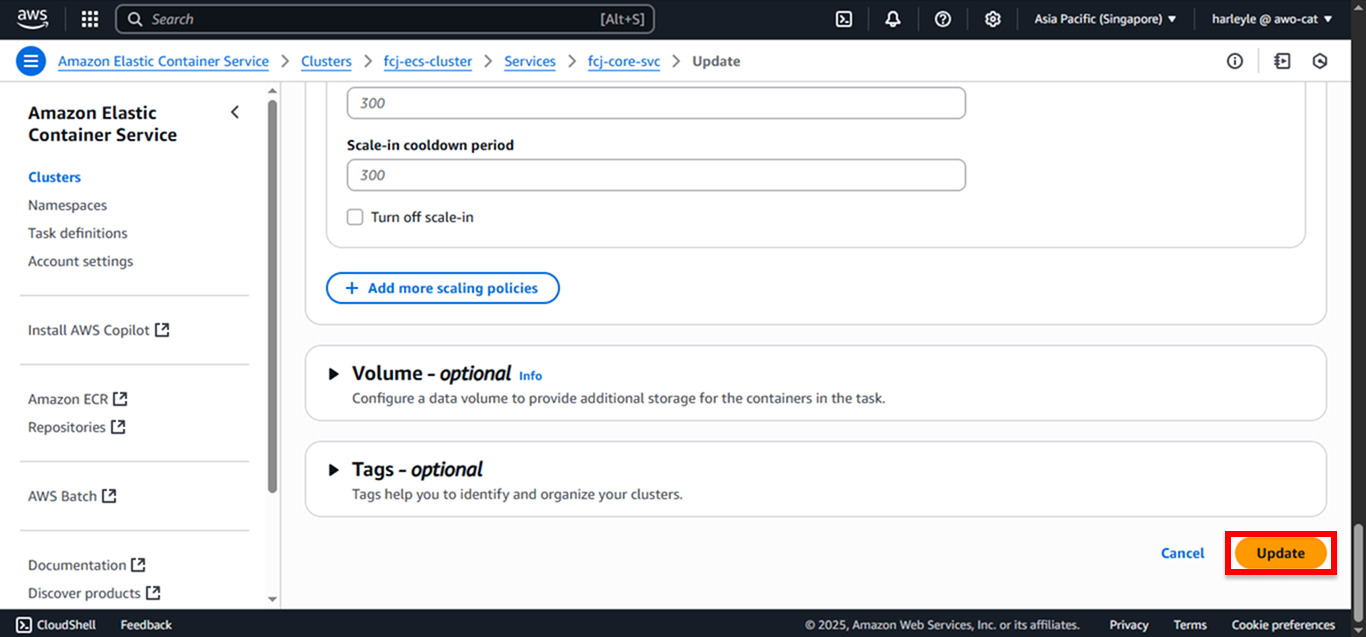 aws
Search
[Alt+S]
Asia Pacific (Singapore)
harleyle @ awo-cat
Amazon Elastic Container Service
Clusters
fcj-ecs-cluster
Services
fcj-core-svc
Update
Amazon Elastic
Container Service
Clusters
Namespaces
Task definitions
Account settings
Install AWS Copilot
Amazon ECR
Repositories
AWS Batch
Documentation
Discover products
300
Scale-in cooldown period
300
Turn off scale-in
+ Add more scaling policies
Volume - optional Info
Configure a data volume to provide additional storage for the containers in the task.
Tags - optional
Tags help you to identify and organize your clusters.
Cancel
Update
CloudShell
Feedback
© 2025, Amazon Web Services, Inc. or its affiliates.
Privacy
Terms
Cookie preferences